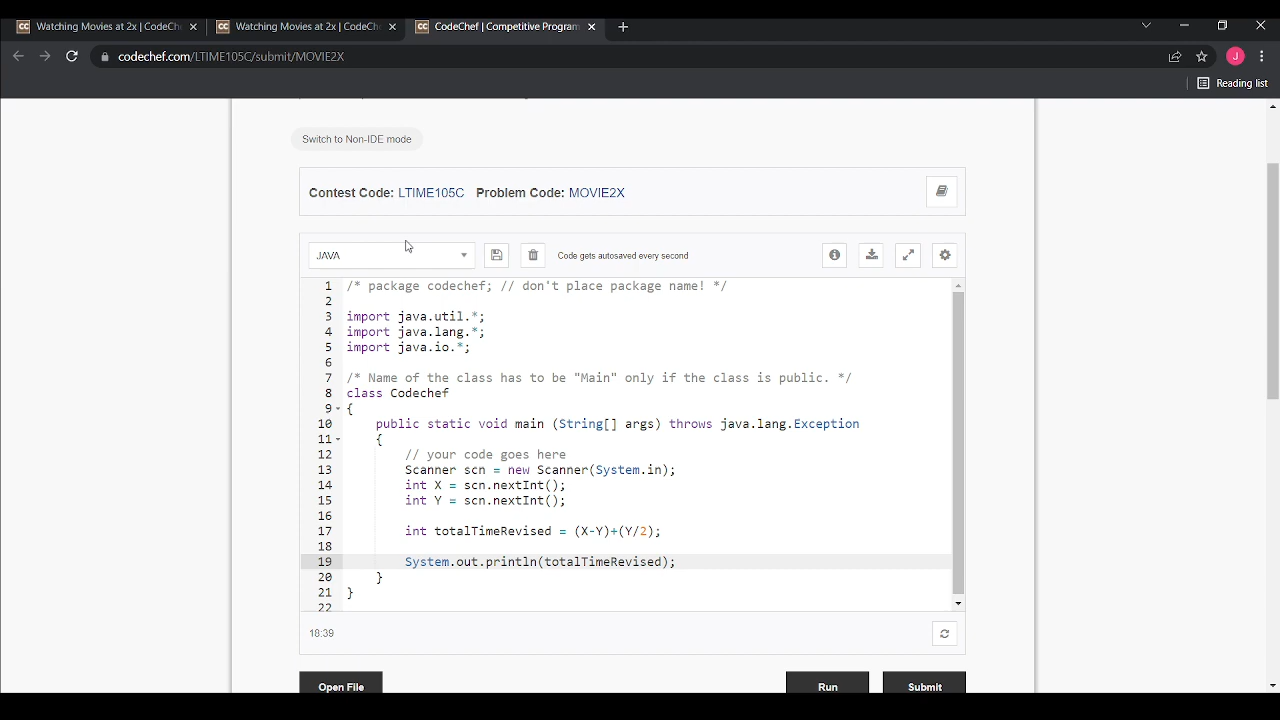 Watching Movies at 2x | CodeCh
Watching Movies at 2x | CodeCh
CodeChef | Competitive Program
codechef.com/LTIME105C/submit/MOVIE2X
J
Reading list
Switch to Non-IDE mode
Contest Code: LTIME105C Problem Code: MOVIE2X
JAVA
Code gets autosaved every second
1 /* package codechef; // don't place package name! */
2
3 import java.util.*;
4 import java.lang.*;
5 import java.io.*;
6
7 /* Name of the class has to be "Main" only if the class is public. */
8 class Codechef
9 {
10 public static void main (String[] args) throws java.lang.Exception
11 {
12 // your code goes here
13 Scanner scn = new Scanner(System.in);
14 int X = scn.nextInt();
15 int Y = scn.nextInt();
16
17 int totalTimeRevised = (X-Y)+(Y/2);
18
19 System.out.println(totalTimeRevised);
20 }
21 }
22
18:39
Open File
Run
Submit